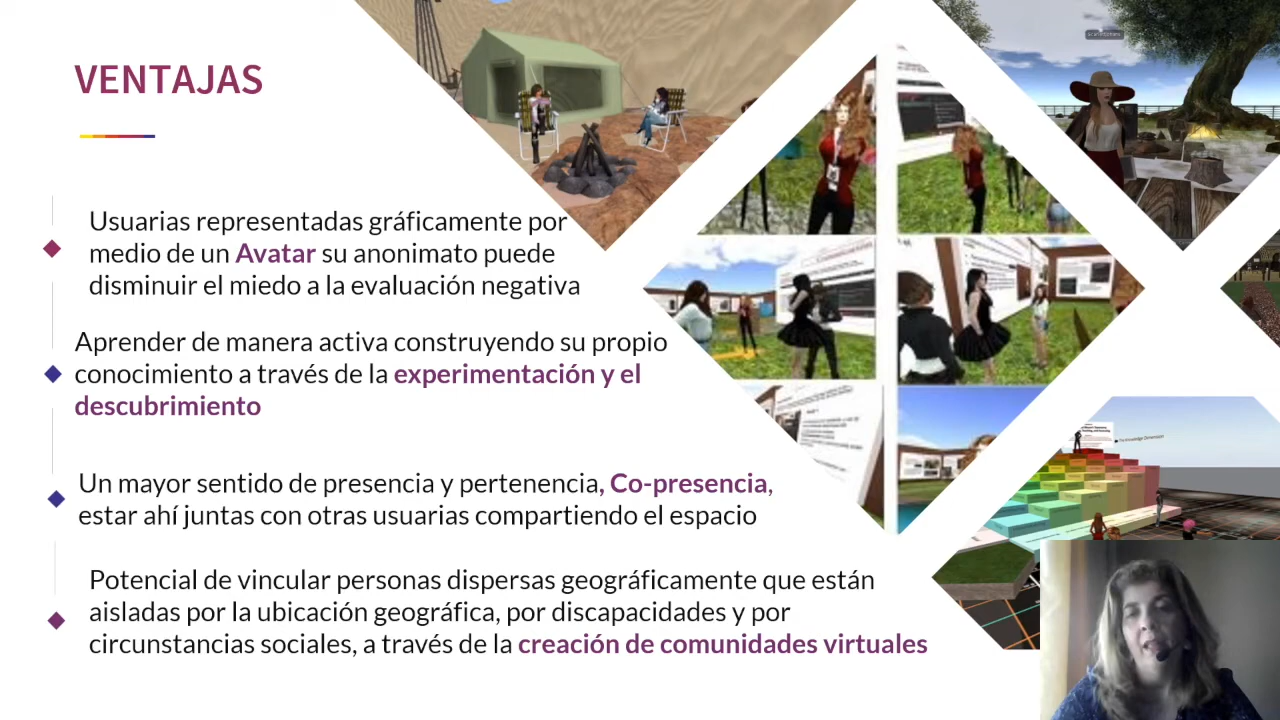 VENTAJAS
Usuarias representadas gráficamente por
medio de un Avatar su anonimato puede
disminuir el miedo a la evaluación negativa
Aprender de manera activa construyendo su propio
conocimiento a través de la experimentación y el
descubrimiento
Un mayor sentido de presencia y pertenencia, Co-presencia,
estar ahí juntas con otras usuarias compartiendo el espacio
Potencial de vincular personas dispersas geográficamente que están
aisladas por la ubicación geográfica, por discapacidades y por
circunstancias sociales, a través de la creación de comunidades virtuales